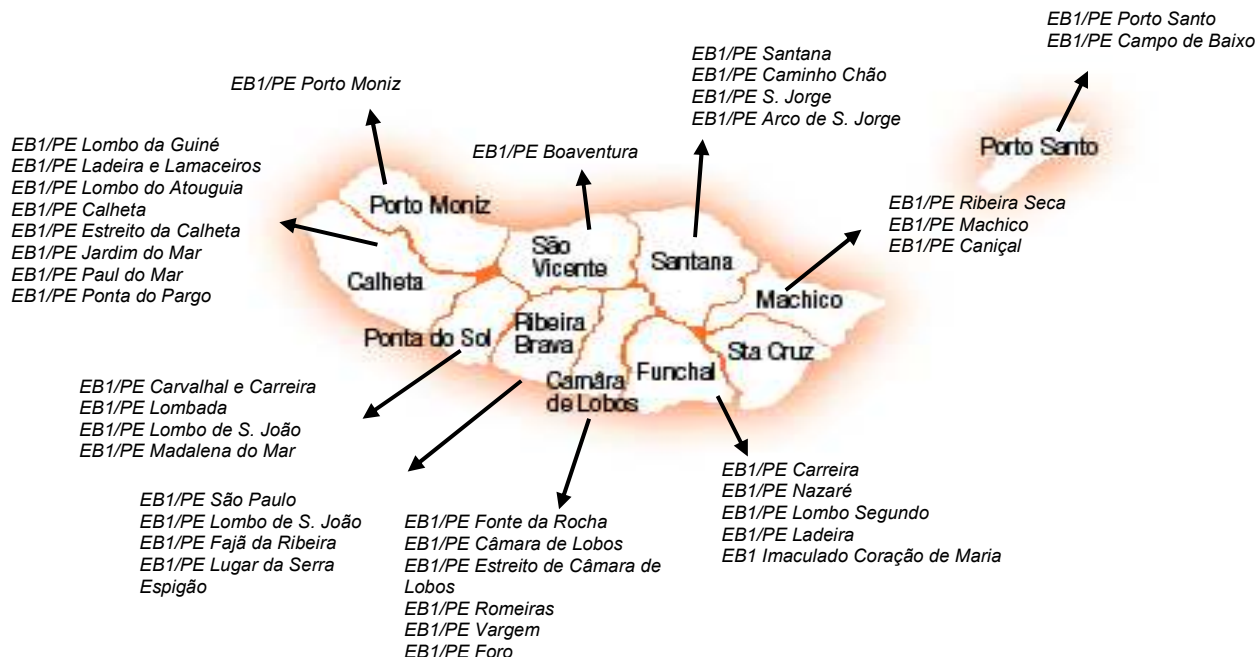 EB1/PE Porto Santo
EB1/PE Campo de Baixo
EB1/PE Santana
EB1/PE Caminho Chão
EB1/PE S. Jorge
EB1/PE Arco de S. Jorge
EB1/PE Porto Moniz
EB1/PE Boaventura
EB1/PE Lombo da Guiné
EB1/PE Ladeira e Lamaceiros
EB1/PE Lombo do Atouguia
EB1/PE Calheta
EB1/PE Estreito da Calheta
EB1/PE Jardim do Mar
EB1/PE Paul do Mar
EB1/PE Ponta do Pargo
Porto Santo
EB1/PE Ribeira Seca
EB1/PE Machico
EB1/PE Caniçal
Porto Moniz
São
Vicente
Santana
Calheta
Machico
Ponta do Sol
Ribeira
Brava
Camâra
de Lobos
Funchal
Sta Cruz
EB1/PE Carvalhal e Carreira
EB1/PE Lombada
EB1/PE Lombo de S. João
EB1/PE Madalena do Mar
EB1/PE São Paulo
EB1/PE Lombo de S. João
EB1/PE Fajã da Ribeira
EB1/PE Lugar da Serra
Espigão
EB1/PE Fonte da Rocha
EB1/PE Câmara de Lobos
EB1/PE Estreito de Câmara de
Lobos
EB1/PE Romeiras
EB1/PE Vargem
EB1/PE Foro
EB1/PE Carreira
EB1/PE Nazaré
EB1/PE Lombo Segundo
EB1/PE Ladeira
EB1 Imaculado Coração de Maria